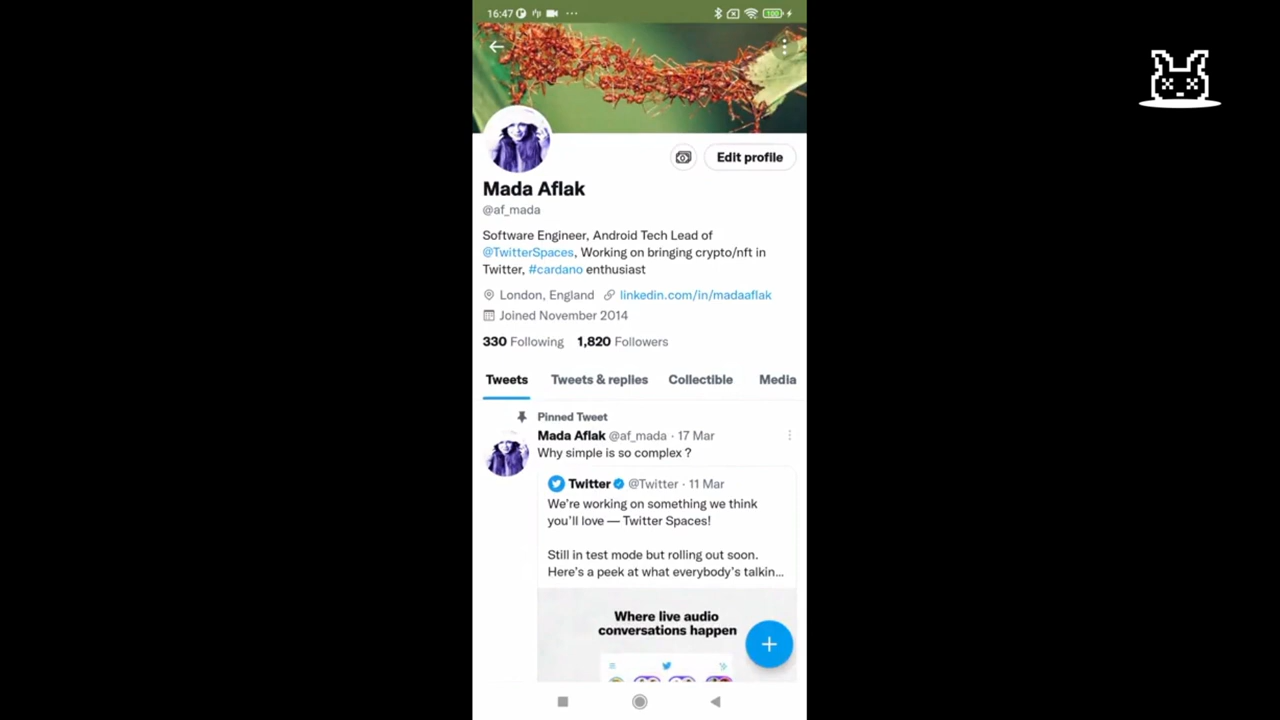 16:47
100
Edit profile
Mada Aflak
@af_mada
Software Engineer, Android Tech Lead of
@TwitterSpaces, Working on bringing crypto/nft in
Twitter, #cardano enthusiast
London, England linkedin.com/in/madaaflak
Joined November 2014
330 Following 1,820 Followers
Tweets Tweets & replies Collectible Media
Pinned Tweet
Mada Aflak @af_mada · 17 Mar
Why simple is so complex ?
Twitter @Twitter · 11 Mar
We’re working on something we think
you’ll love — Twitter Spaces!
Still in test mode but rolling out soon.
Here’s a peek at what everybody’s talkin…
Where live audio
conversations happen